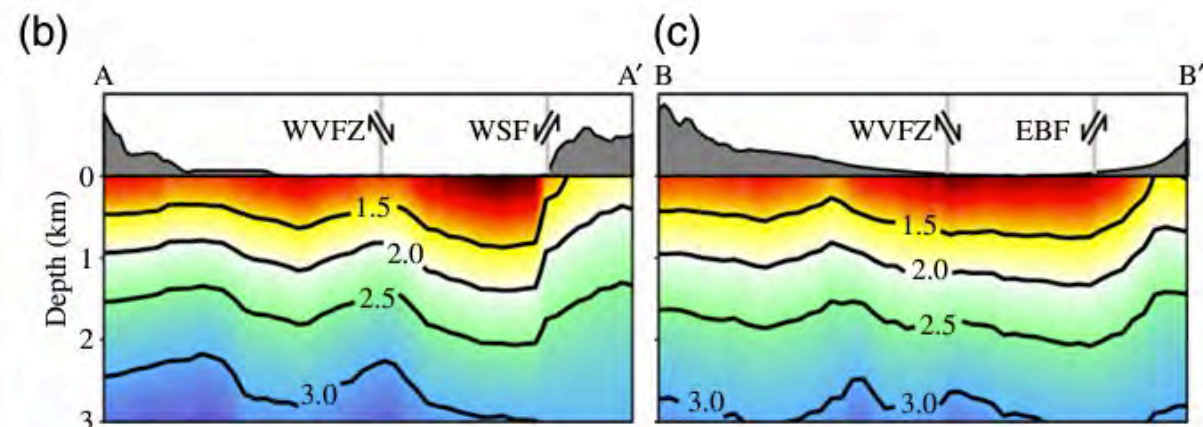 (b)
(c)
A
A′
B
B′
WVFZ
WSF
WVFZ
EBF
0
1
2
3
Depth (km)
1.5
2.0
2.5
3.0
1.5
2.0
2.5
3.0
3.0